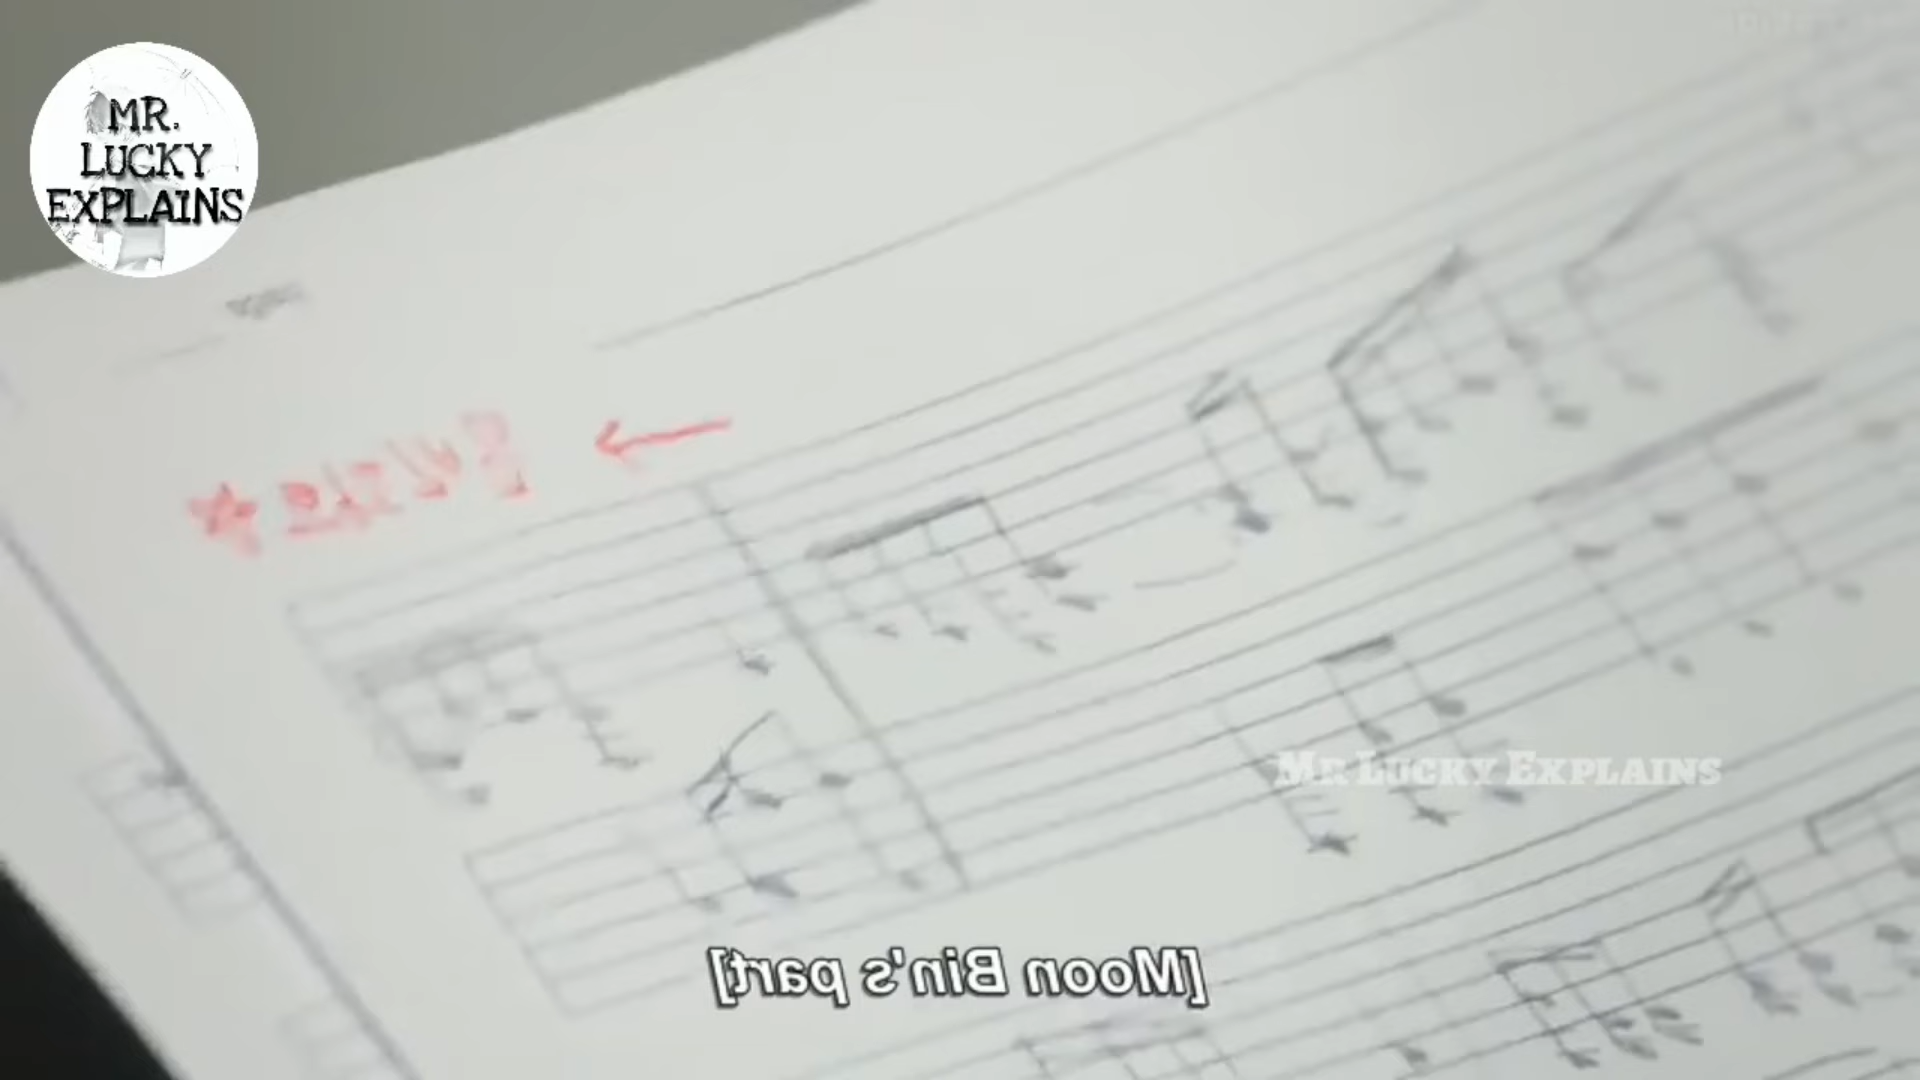 MR.
LUCKY
EXPLAINS
MR LUCKY EXPLAINS
[Moon Bin's part]